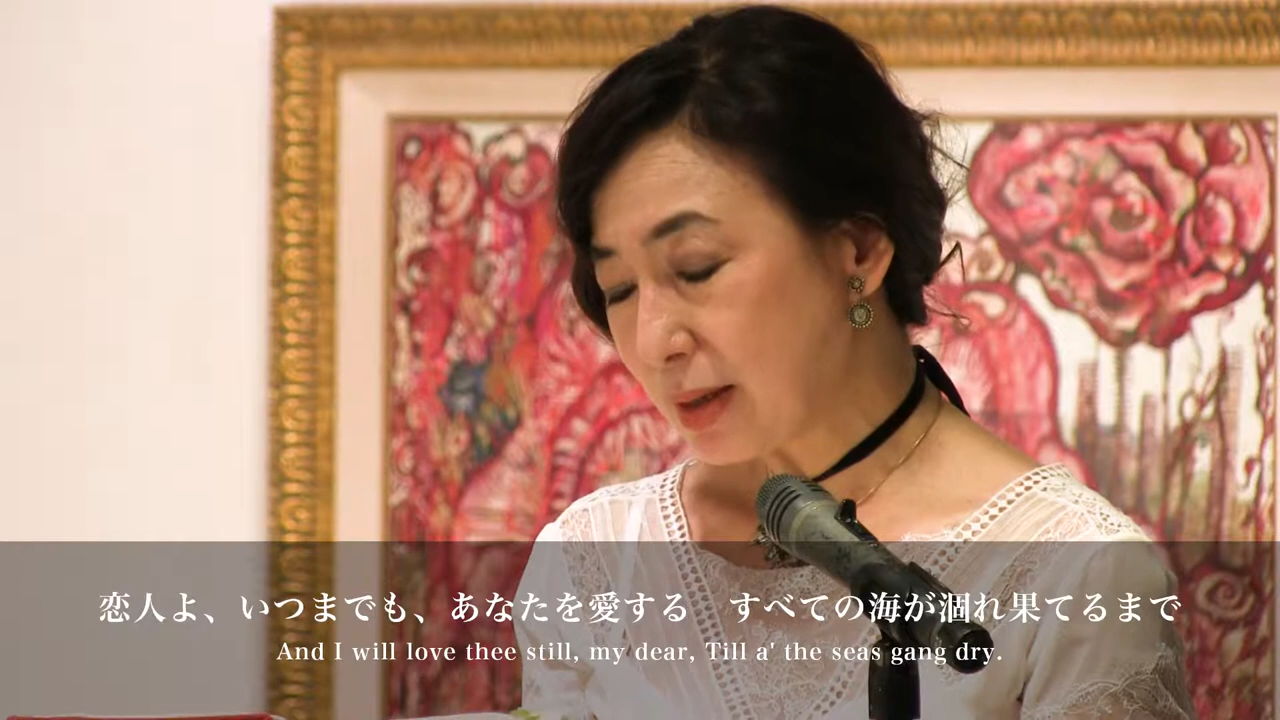 恋人よ、いつまでも、あなたを愛する　すべての海が涸れ果てるまで
And I will love thee still, my dear, Till a' the seas gang dry.